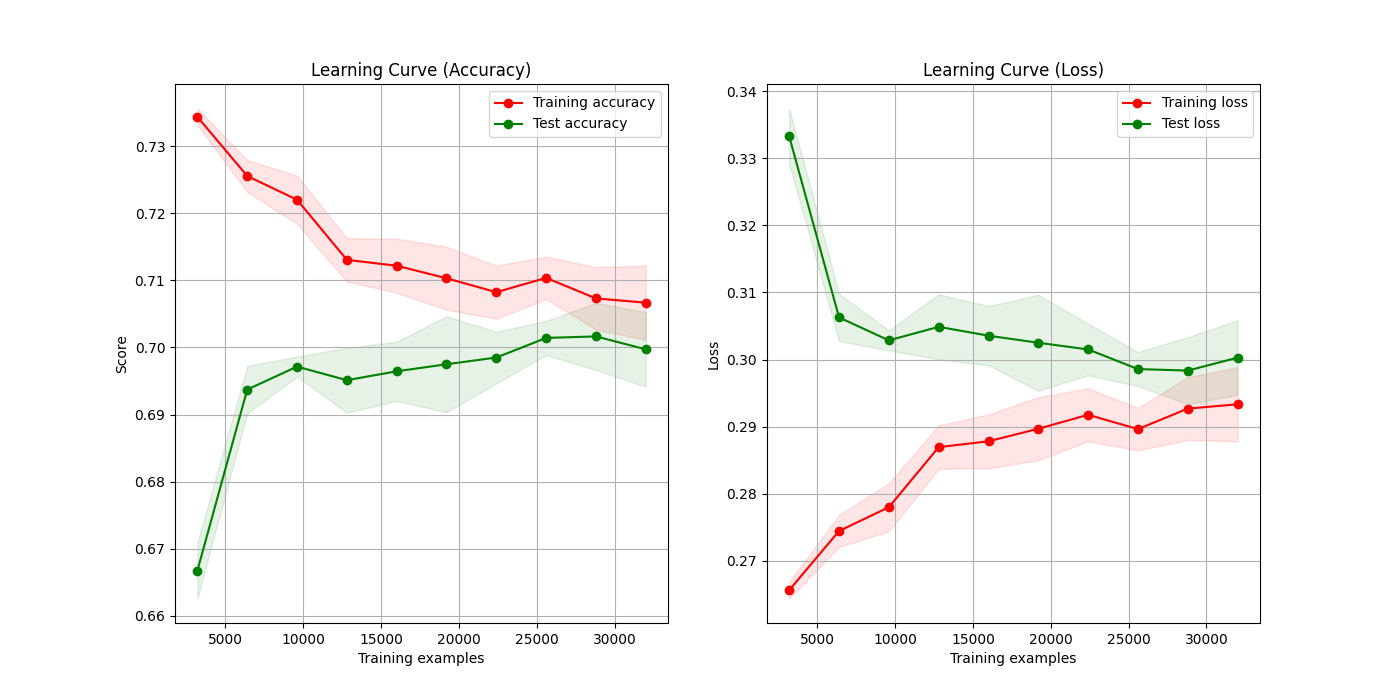 Learning Curve (Accuracy)
Training accuracy
Test accuracy
0.73
0.72
0.71
0.70
0.69
0.68
0.67
0.66
Score
5000 10000 15000 20000 25000 30000
Training examples
Learning Curve (Loss)
Training loss
Test loss
0.34
0.33
0.32
0.31
0.30
0.29
0.28
0.27
Loss
5000 10000 15000 20000 25000 30000
Training examples